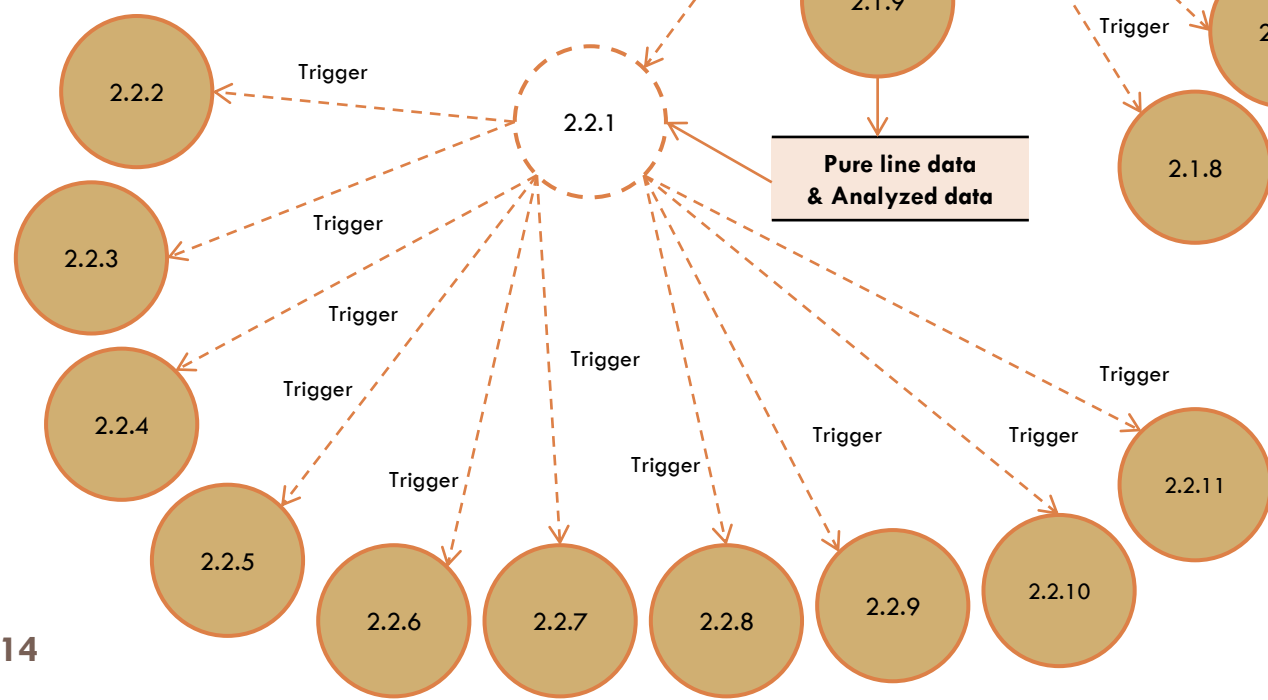 2.1.9
Trigger
2
2.2.2
Trigger
2.2.1
Pure line data
& Analyzed data
2.1.8
2.2.3
Trigger
Trigger
2.2.4
Trigger
Trigger
Trigger
Trigger
Trigger
Trigger
Trigger
2.2.11
2.2.5
2.2.6
2.2.7
2.2.8
2.2.9
2.2.10
14